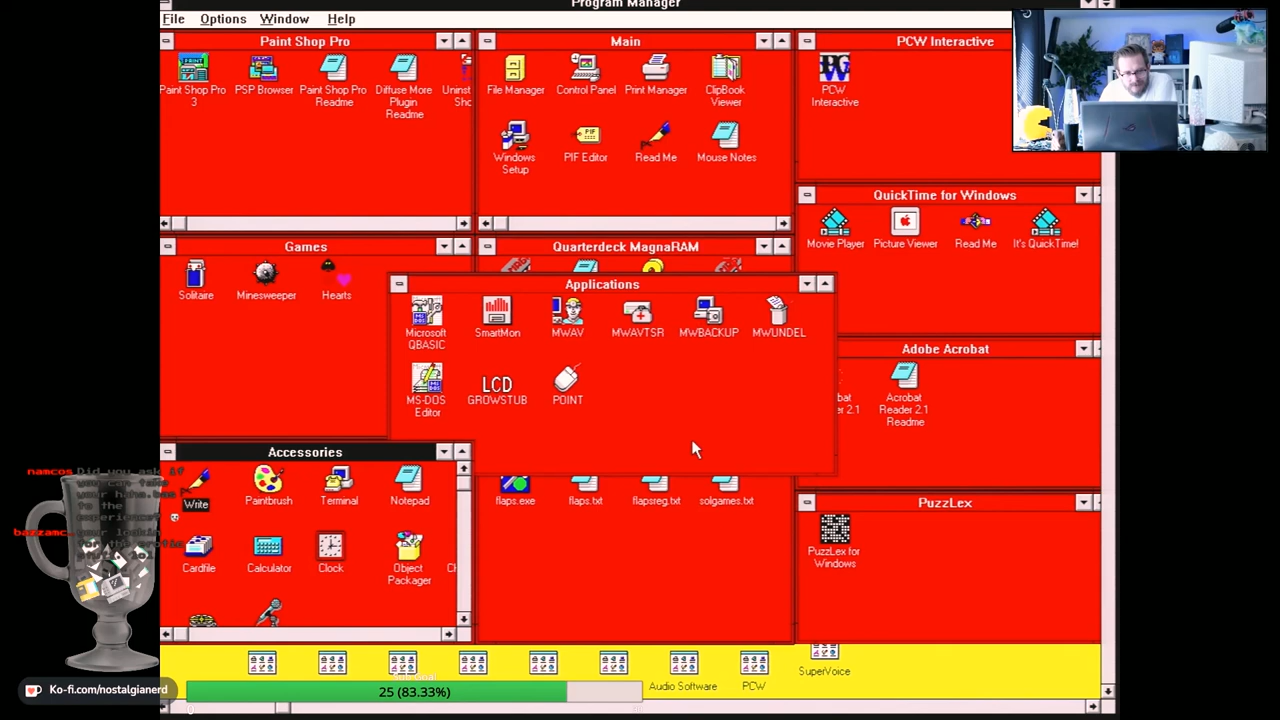 Program Manager
File Options Window Help
Paint Shop Pro
Paint Shop Pro 3
PSP Browser
Paint Shop Pro Readme
Diffuse More Plugin Readme
Main
File Manager
Control Panel
Print Manager
ClipBook Viewer
Windows Setup
PIF Editor
Read Me
Mouse Notes
PCW Interactive
PCW Interactive
QuickTime for Windows
Movie Player
Picture Viewer
Read Me
It's QuickTime!
Games
Solitaire
Minesweeper
Hearts
Quarterdeck MagnaRAM
Applications
Microsoft QBASIC
SmartMon
MWAV
MWAVTSR
MWBACKUP
MWUNDEL
MS-DOS Editor
LCD
GROWSTUB
POINT
Adobe Acrobat
Acrobat Reader 2.1 Readme
Accessories
Write
Paintbrush
Terminal
Notepad
Cardfile
Calculator
Clock
Object Packager
flaps.exe
flaps.txt
flapsreg.txt
solgames.txt
PuzzLex
PuzzLex for Windows
Audio Software
PCW
SuperVoice
namcos Did you ask if
bazzamc
25 (83.33%)
Ko-fi.com/nostalgianerd